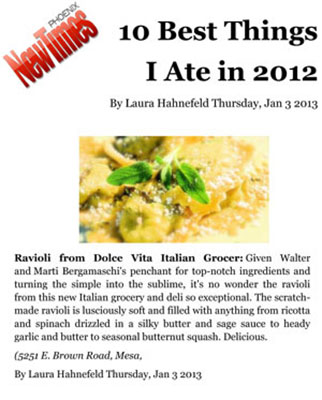 PHOENIX
NewTimes
10 Best Things
I Ate in 2012
By Laura Hahnefeld Thursday, Jan 3 2013
Ravioli from Dolce Vita Italian Grocer: Given Walter
and Marti Bergamaschi's penchant for top-notch ingredients and
turning the simple into the sublime, it's no wonder the ravioli
from this new Italian grocery and deli so exceptional. The scratch-
made ravioli is lusciously soft and filled with anything from ricotta
and spinach drizzled in a silky butter and sage sauce to heady
garlic and butter to seasonal butternut squash. Delicious.
(5251 E. Brown Road, Mesa,
By Laura Hahnefeld Thursday, Jan 3 2013